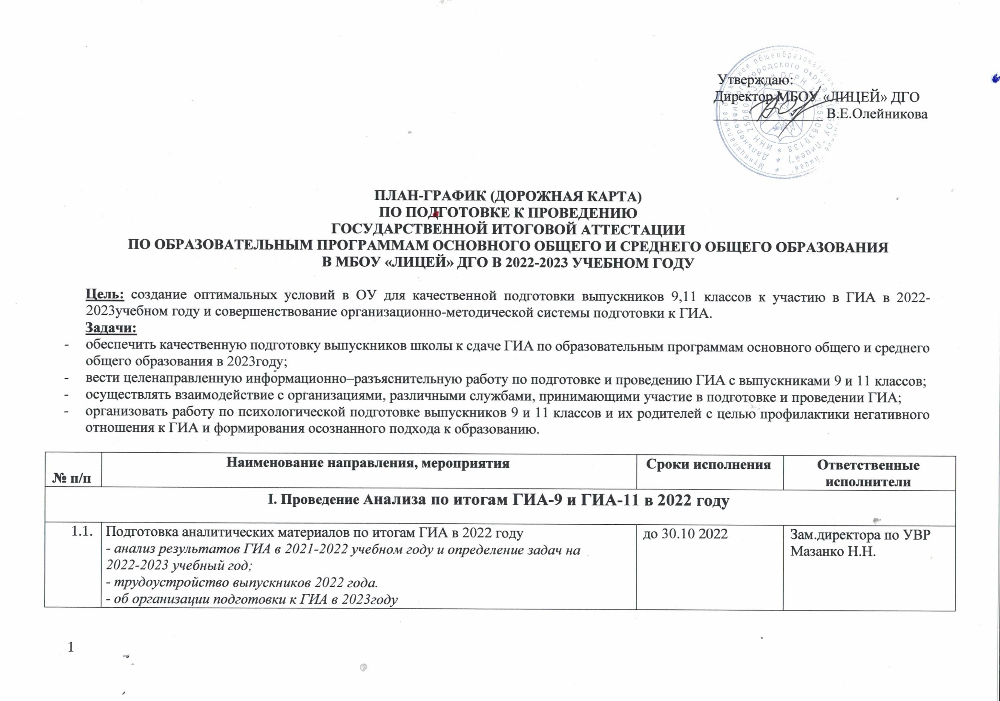 Утверждаю:
Директор МБОУ «ЛИЦЕЙ» ДГО
В.Е.Олейникова
ПЛАН-ГРАФИК (ДОРОЖНАЯ КАРТА)
ПО ПОДГОТОВКЕ К ПРОВЕДЕНИЮ
ГОСУДАРСТВЕННОЙ ИТОГОВОЙ АТТЕСТАЦИИ
ПО ОБРАЗОВАТЕЛЬНЫМ ПРОГРАММАМ ОСНОВНОГО ОБЩЕГО И СРЕДНЕГО ОБЩЕГО ОБРАЗОВАНИЯ
В МБОУ «ЛИЦЕЙ» ДГО В 2022-2023 УЧЕБНОМ ГОДУ
Цель: создание оптимальных условий в ОУ для качественной подготовки выпускников 9,11 классов к участию в ГИА в 2022-
2023учебном году и совершенствование организационно-методической системы подготовки к ГИА.
Задачи:
- обеспечить качественную подготовку выпускников школы к сдаче ГИА по образовательным программам основного общего и среднего
общего образования в 2023году;
- вести целенаправленную информационно–разъяснительную работу по подготовке и проведению ГИА с выпускниками 9 и 11 классов;
- осуществлять взаимодействие с организациями, различными службами, принимающими участие в подготовке и проведении ГИА;
- организовать работу по психологической подготовке выпускников 9 и 11 классов и их родителей с целью профилактики негативного
отношения к ГИА и формирования осознанного подхода к образованию.
№ п/п
Наименование направления, мероприятия
Сроки исполнения
Ответственные
исполнители
I. Проведение Анализа по итогам ГИА-9 и ГИА-11 в 2022 году
1.1.
Подготовка аналитических материалов по итогам ГИА в 2022 году
- анализ результатов ГИА в 2021-2022 учебном году и определение задач на
2022-2023 учебный год;
- трудоустройство выпускников 2022 года.
- об организации подготовки к ГИА в 2023году
до 30.10 2022
Зам.директора по УВР
Мазанко Н.Н.
1